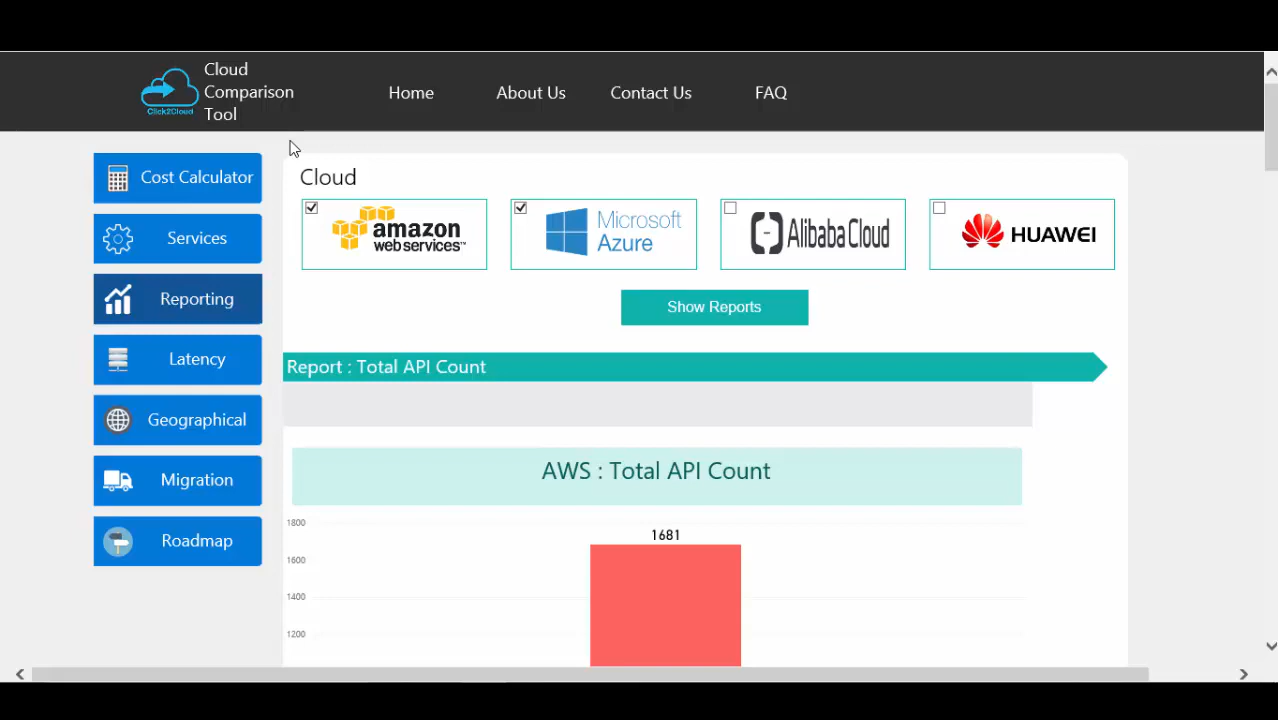 Cloud
Comparison
Tool
Click2Cloud
Home
About Us
Contact Us
FAQ
Cost Calculator
Services
Reporting
Latency
Geographical
Migration
Roadmap
Cloud
amazon
web services™
Microsoft
Azure
Alibaba Cloud
HUAWEI
Show Reports
Report : Total API Count
AWS : Total API Count
1800
1681
1600
1400
1200